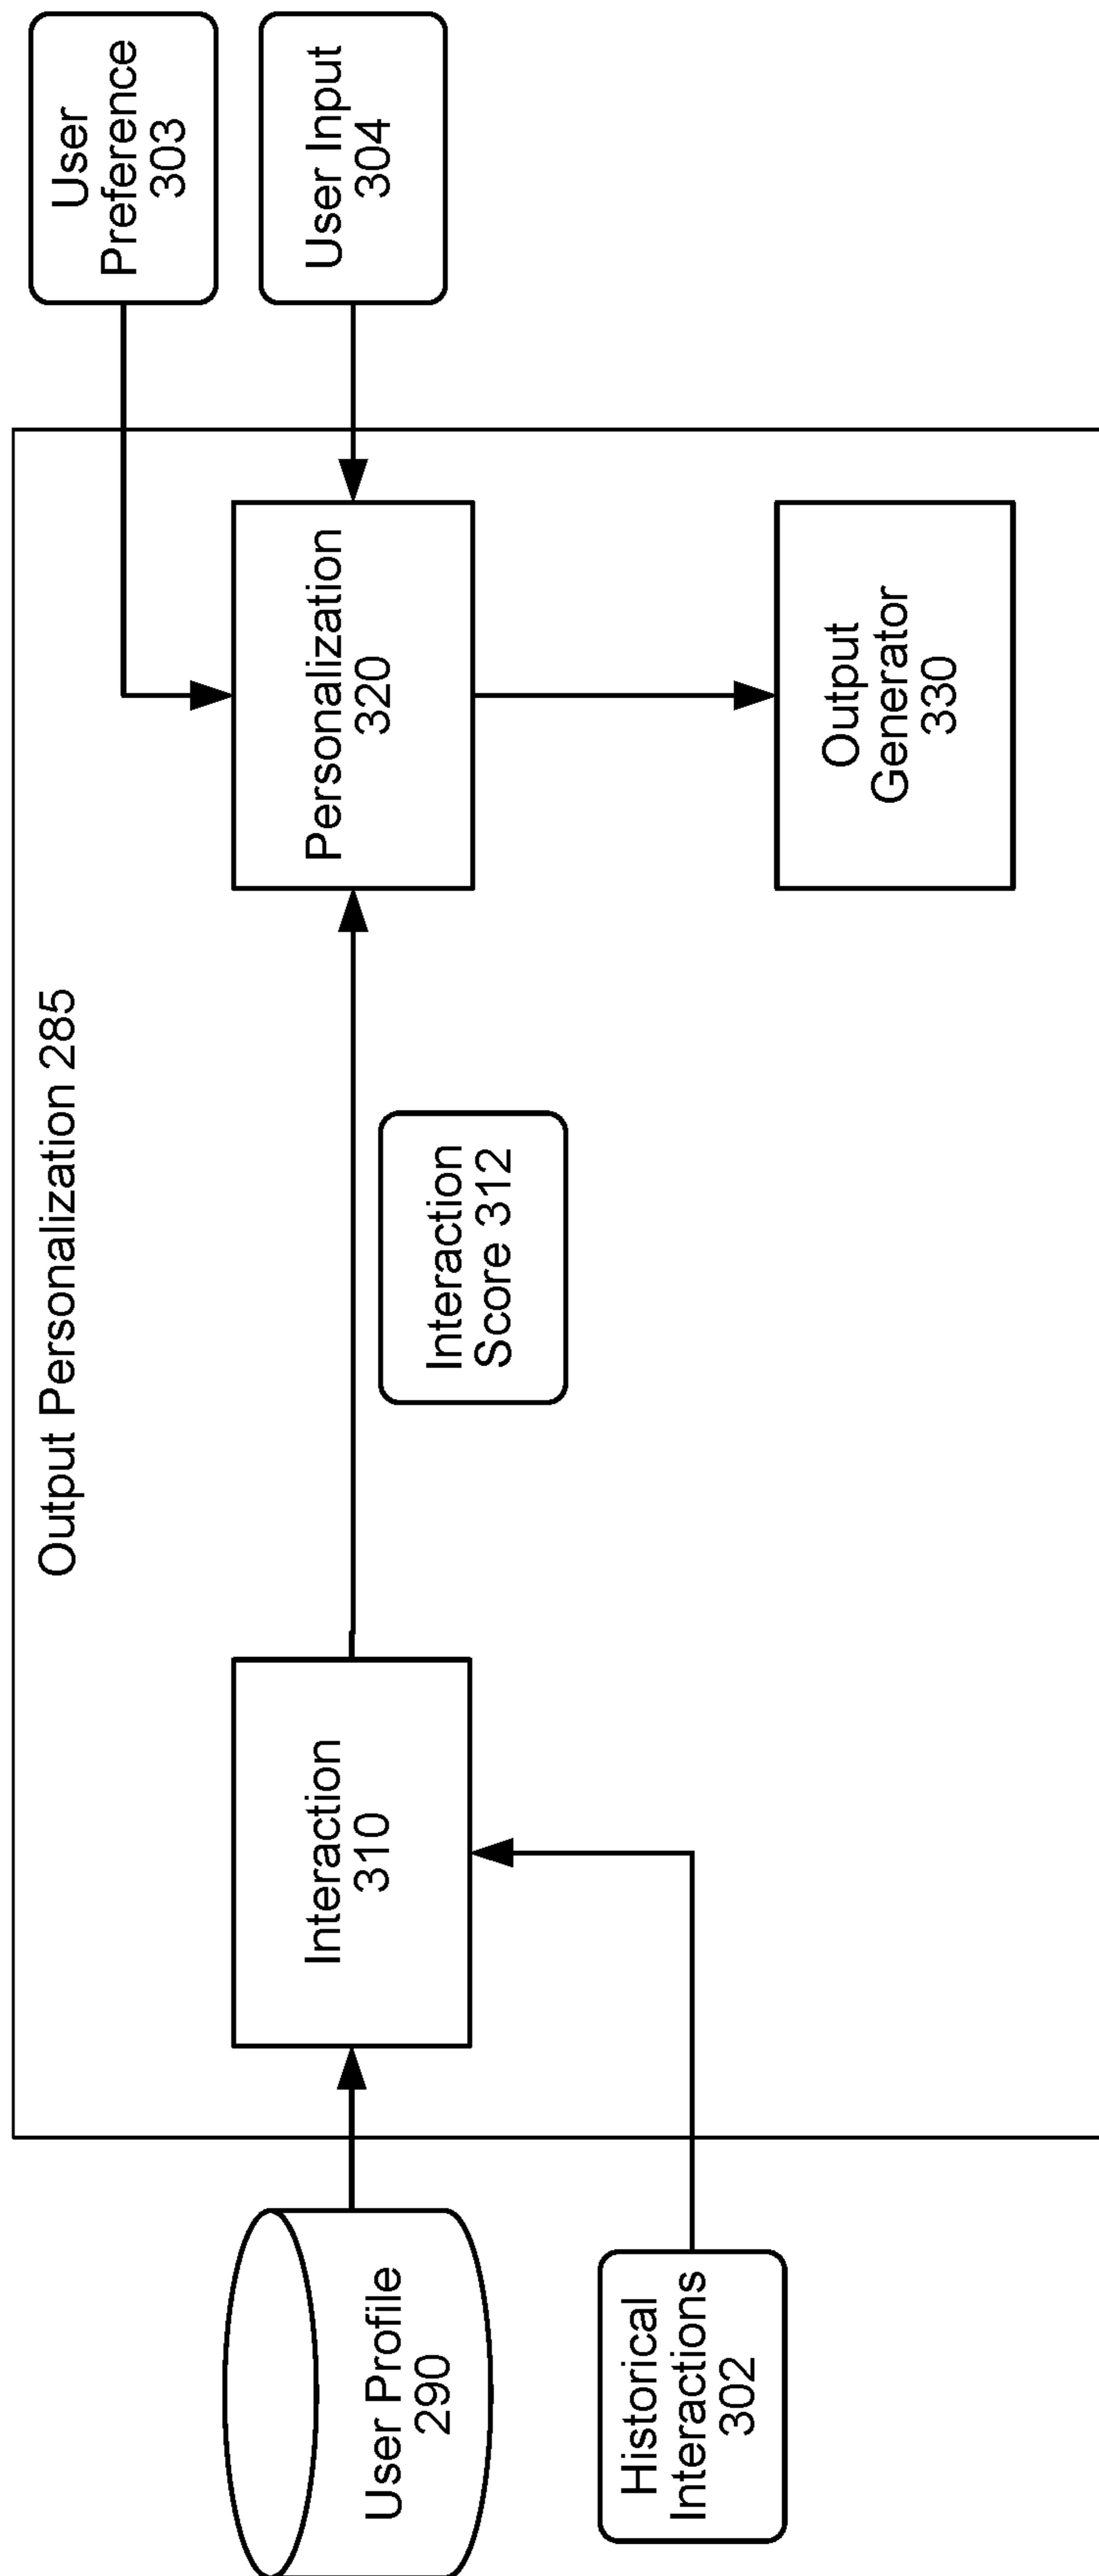 Output Personalization 285
User Profile
290
Historical
Interactions
302
Interaction
310
Interaction
Score 312
Personalization
320
Output
Generator
330
User
Preference
303
User Input
304